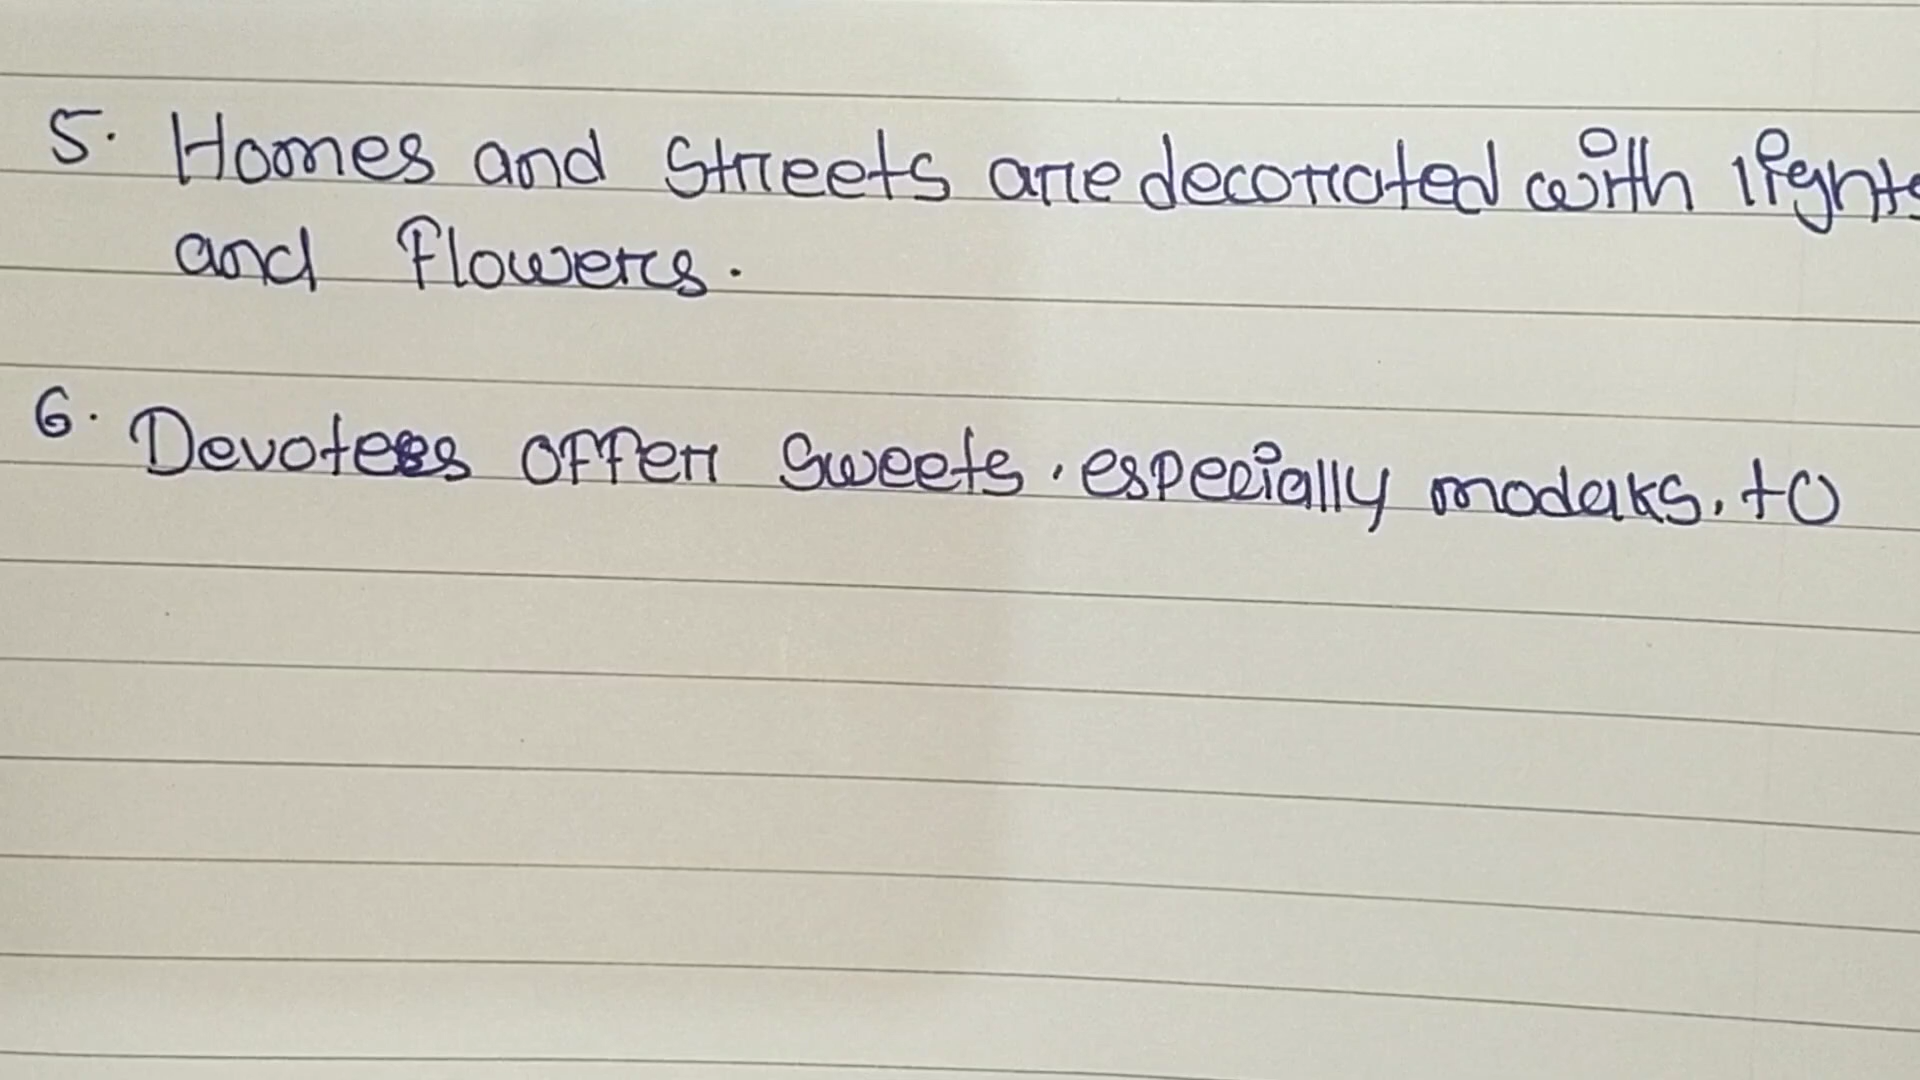 5. Homes and Streets are decorated with lights
and Flowers.
6. Devotees offer Sweets, especially modaks, to